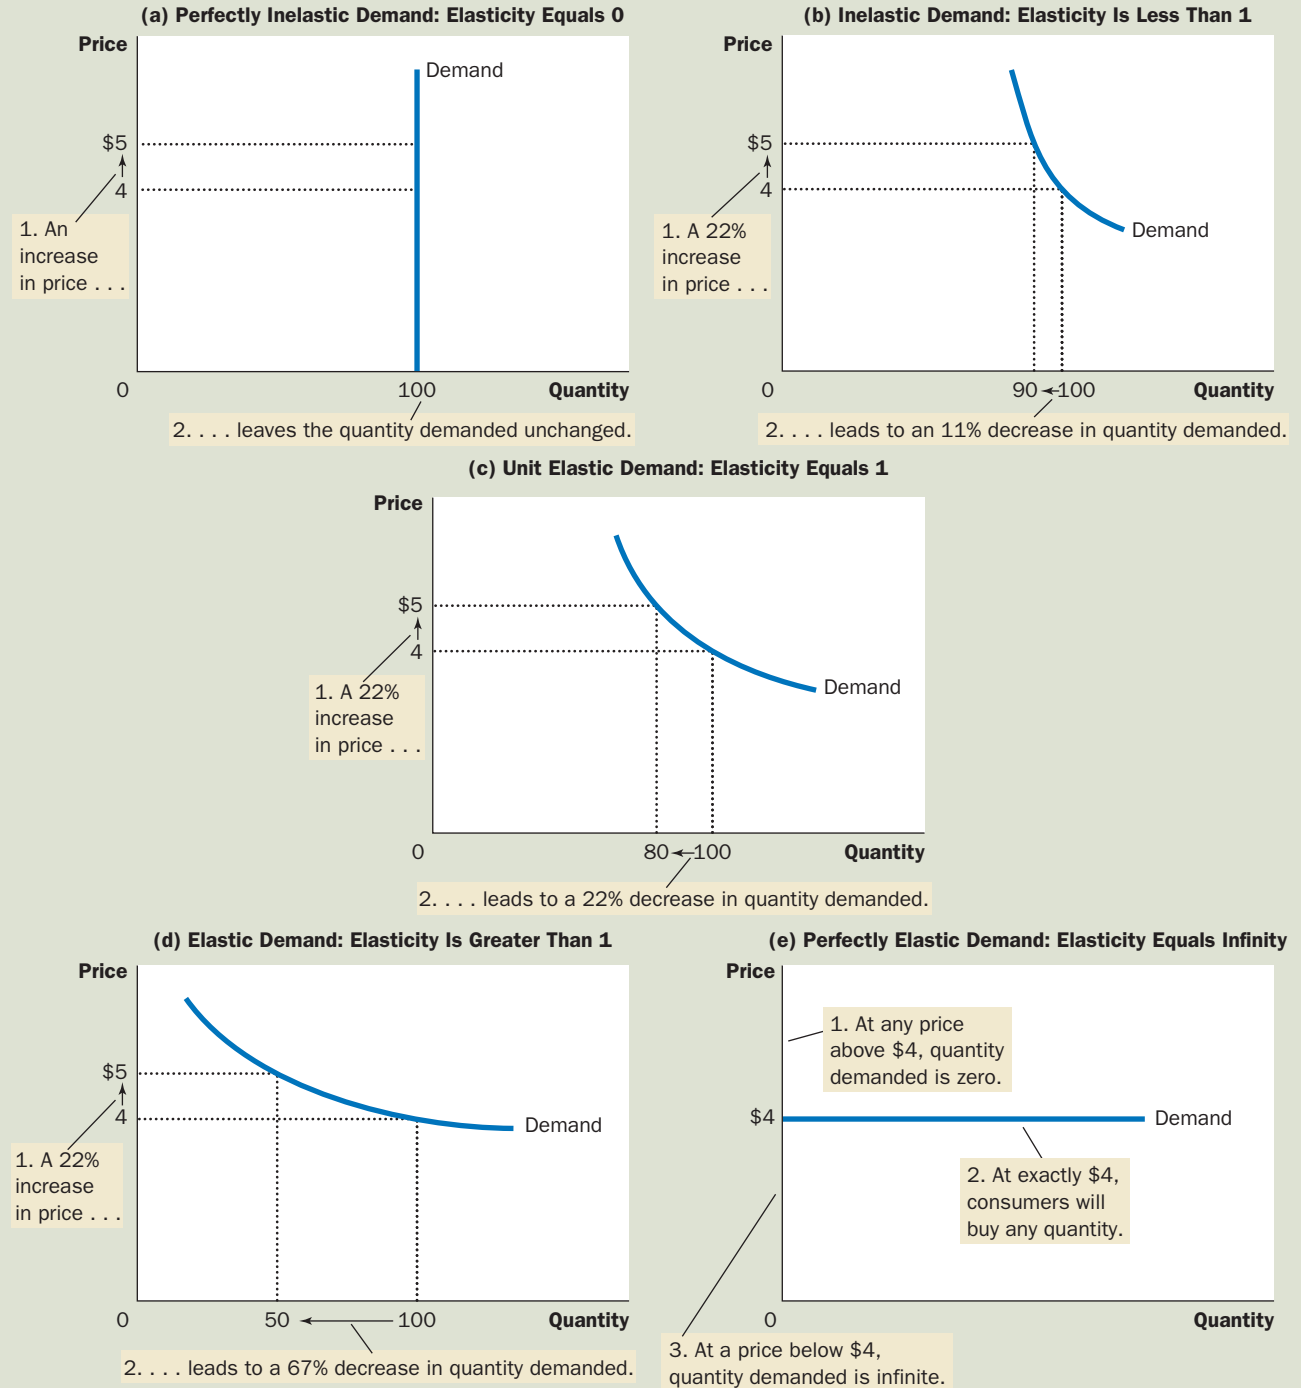 (a) Perfectly Inelastic Demand: Elasticity Equals 0
Price
Demand
$5
4
1. An
increase
in price . . .
0
100
Quantity
2. . . . leaves the quantity demanded unchanged.
(b) Inelastic Demand: Elasticity Is Less Than 1
Price
$5
4
1. A 22%
increase
in price . . .
Demand
0
90
100
Quantity
2. . . . leads to an 11% decrease in quantity demanded.
(c) Unit Elastic Demand: Elasticity Equals 1
Price
$5
4
1. A 22%
increase
in price . . .
Demand
0
80
100
Quantity
2. . . . leads to a 22% decrease in quantity demanded.
(d) Elastic Demand: Elasticity Is Greater Than 1
Price
$5
4
Demand
1. A 22%
increase
in price . . .
0
50
100
Quantity
2. . . . leads to a 67% decrease in quantity demanded.
(e) Perfectly Elastic Demand: Elasticity Equals Infinity
Price
1. At any price
above $4, quantity
demanded is zero.
$4
Demand
2. At exactly $4,
consumers will
buy any quantity.
0
Quantity
3. At a price below $4,
quantity demanded is infinite.